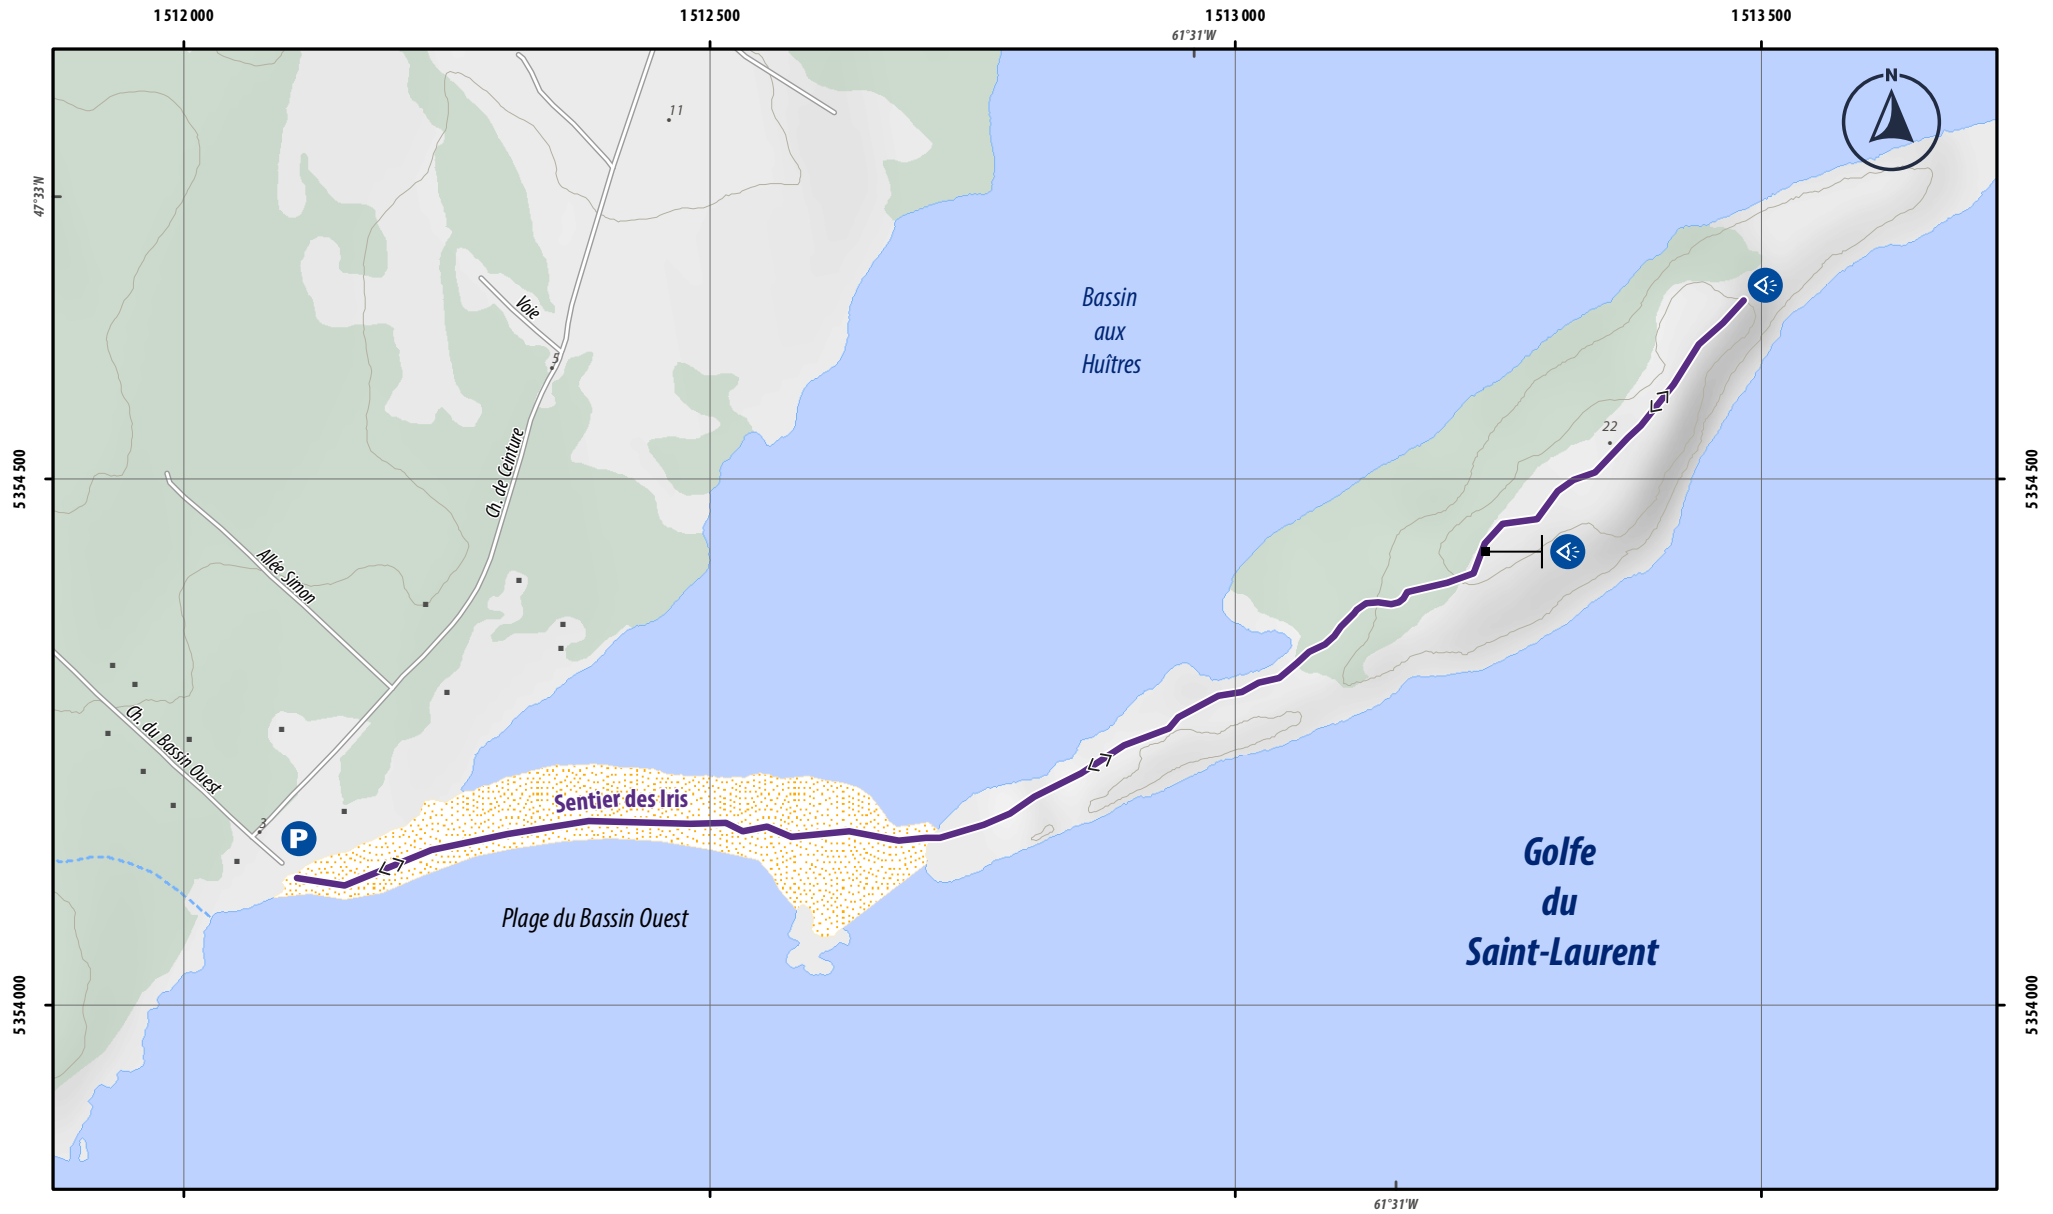 1 512 000
1 512 500
1 513 000
1 513 500
61°31'W
N
11
47°33'N
Bassin
aux
Huîtres
Voie
5
22
Ch. de Ceinture
5 354 500
5 354 500
Allée Simon
Ch. du Bassin Ouest
Sentier des Iris
3
P
Plage du Bassin Ouest
Golfe
du
Saint-Laurent
5 354 000
5 354 000
61°31'W